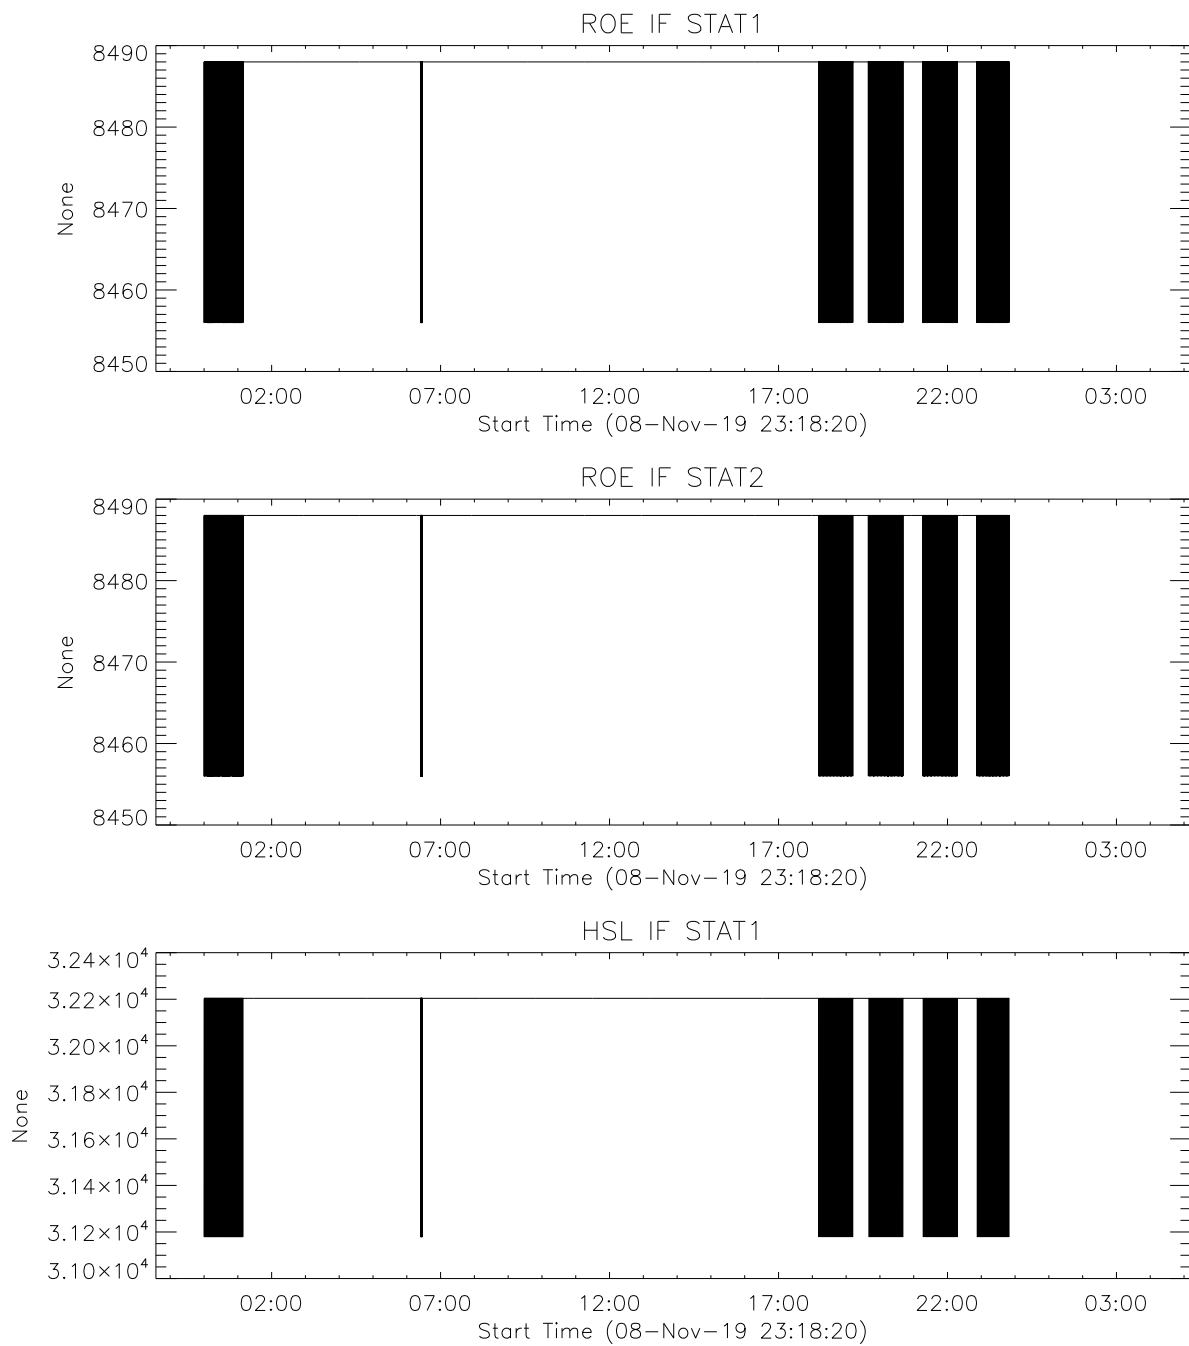 ROE IF STAT1
8490
8480
8470
8460
8450
None
02:00 07:00 12:00 17:00 22:00 03:00
Start Time (08-Nov-19 23:18:20)
ROE IF STAT2
8490
8480
8470
8460
8450
None
02:00 07:00 12:00 17:00 22:00 03:00
Start Time (08-Nov-19 23:18:20)
HSL IF STAT1
3.24×10⁴
3.22×10⁴
3.20×10⁴
3.18×10⁴
3.16×10⁴
3.14×10⁴
3.12×10⁴
3.10×10⁴
None
02:00 07:00 12:00 17:00 22:00 03:00
Start Time (08-Nov-19 23:18:20)